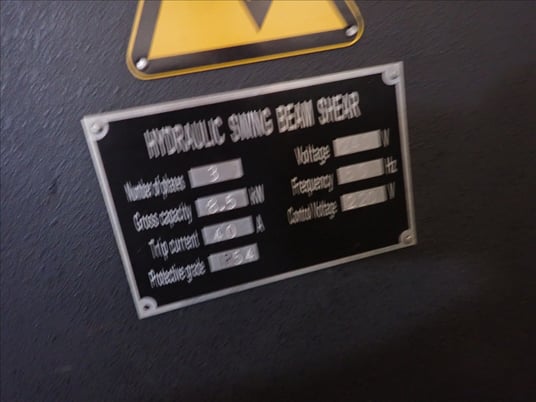 HYDRAULIC SWING BEAM SHEAR
Number of phases 3
Gross capacity 8.5 kW
Trip current 40 A
Protective grade IP54
Voltage V
Frequency Hz
Control Voltage V